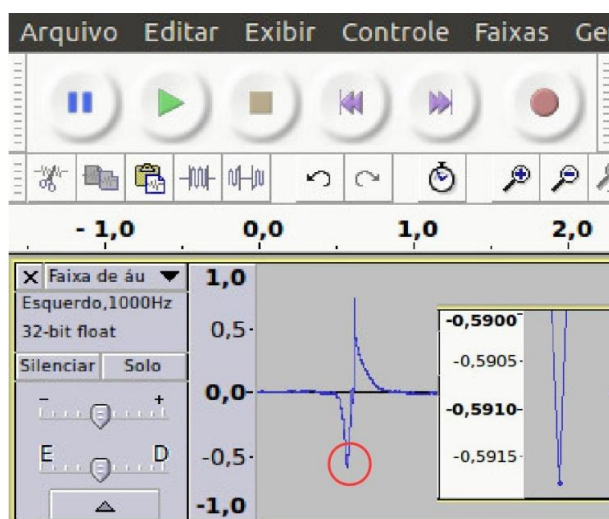 Arquivo Editar Exibir Controle Faixas Ge
- 1,0 0,0 1,0 2,0
X Faixa de áu
Esquerdo,1000Hz
32-bit float
Silenciar Solo
- +
E D
1,0
0,5
0,0
-0,5
-1,0
-0,5900
-0,5905
-0,5910
-0,5915